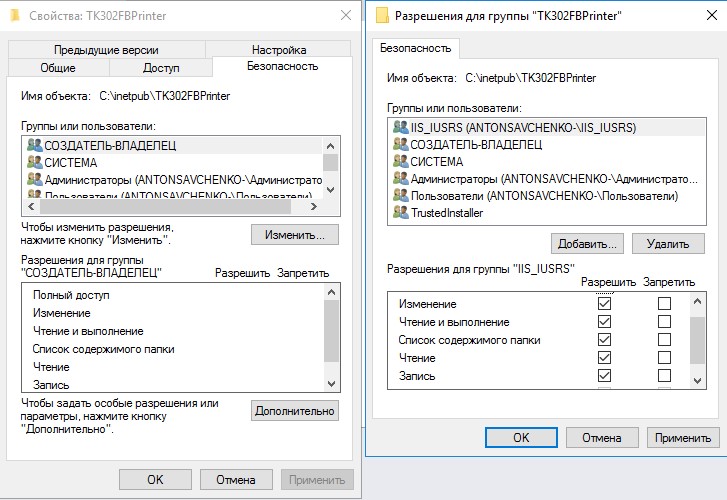 Свойства: TK302FBPrinter
Предыдущие версии
Настройка
Общие
Доступ
Безопасность
Имя объекта: C:\inetpub\TK302FBPrinter
Группы или пользователи:
СОЗДАТЕЛЬ-ВЛАДЕЛЕЦ
СИСТЕМА
Администраторы (ANTONSAVCHENKO-\Администрато
Пользователи (ANTONSAVCHENKO-\Пользователи)
Чтобы изменить разрешения,
нажмите кнопку "Изменить".
Изменить...
Разрешения для группы
"СОЗДАТЕЛЬ-ВЛАДЕЛЕЦ"
Разрешить
Запретить
Полный доступ
Изменение
Чтение и выполнение
Список содержимого папки
Чтение
Запись
Чтобы задать особые разрешения или
параметры, нажмите кнопку
"Дополнительно".
Дополнительно
OK
Отмена
Применить
Разрешения для группы "TK302FBPrinter"
Безопасность
Имя объекта: C:\inetpub\TK302FBPrinter
Группы или пользователи:
IIS_IUSRS (ANTONSAVCHENKO-\IIS_IUSRS)
СОЗДАТЕЛЬ-ВЛАДЕЛЕЦ
СИСТЕМА
Администраторы (ANTONSAVCHENKO-\Администрато...
Пользователи (ANTONSAVCHENKO-\Пользователи)
TrustedInstaller
Добавить...
Удалить
Разрешения для группы "IIS_IUSRS"
Разрешить
Запретить
Изменение
Чтение и выполнение
Список содержимого папки
Чтение
Запись
OK
Отмена
Применить